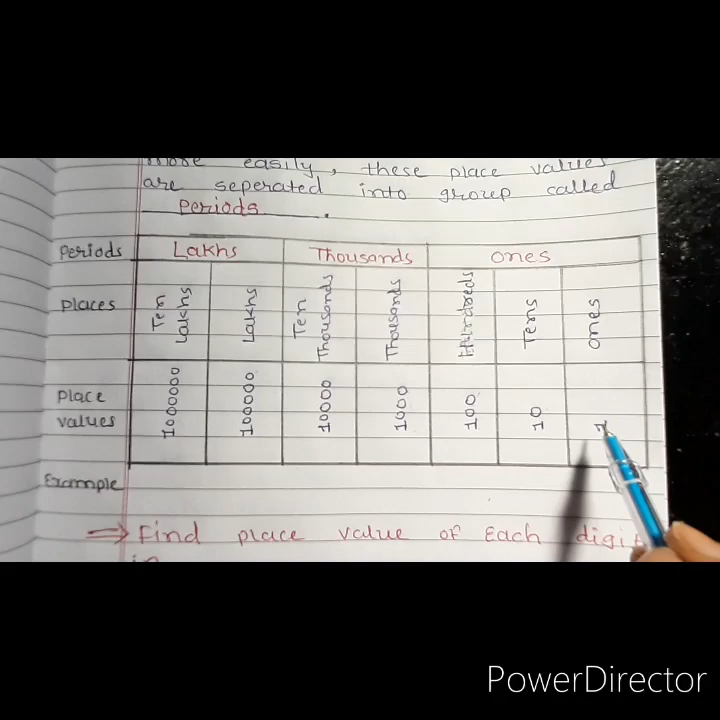 more easily, these place values
are seperated into group called
Periods.
Periods Lakhs Thousands ones
places Ten Lakhs Lakhs Ten Thousands Thousands Hundreds Tens ones
place values 1000000 100000 10000 1000 100 10 1
Example
⇒ Find place value of Each digit
in
PowerDirector